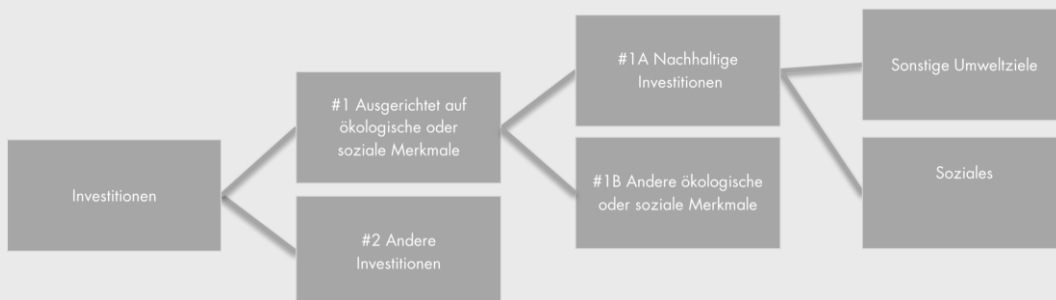 Investitionen
#1 Ausgerichtet auf
ökologische oder
soziale Merkmale
#2 Andere
Investitionen
#1A Nachhaltige
Investitionen
#1B Andere ökologische
oder soziale Merkmale
Sonstige Umweltziele
Soziales